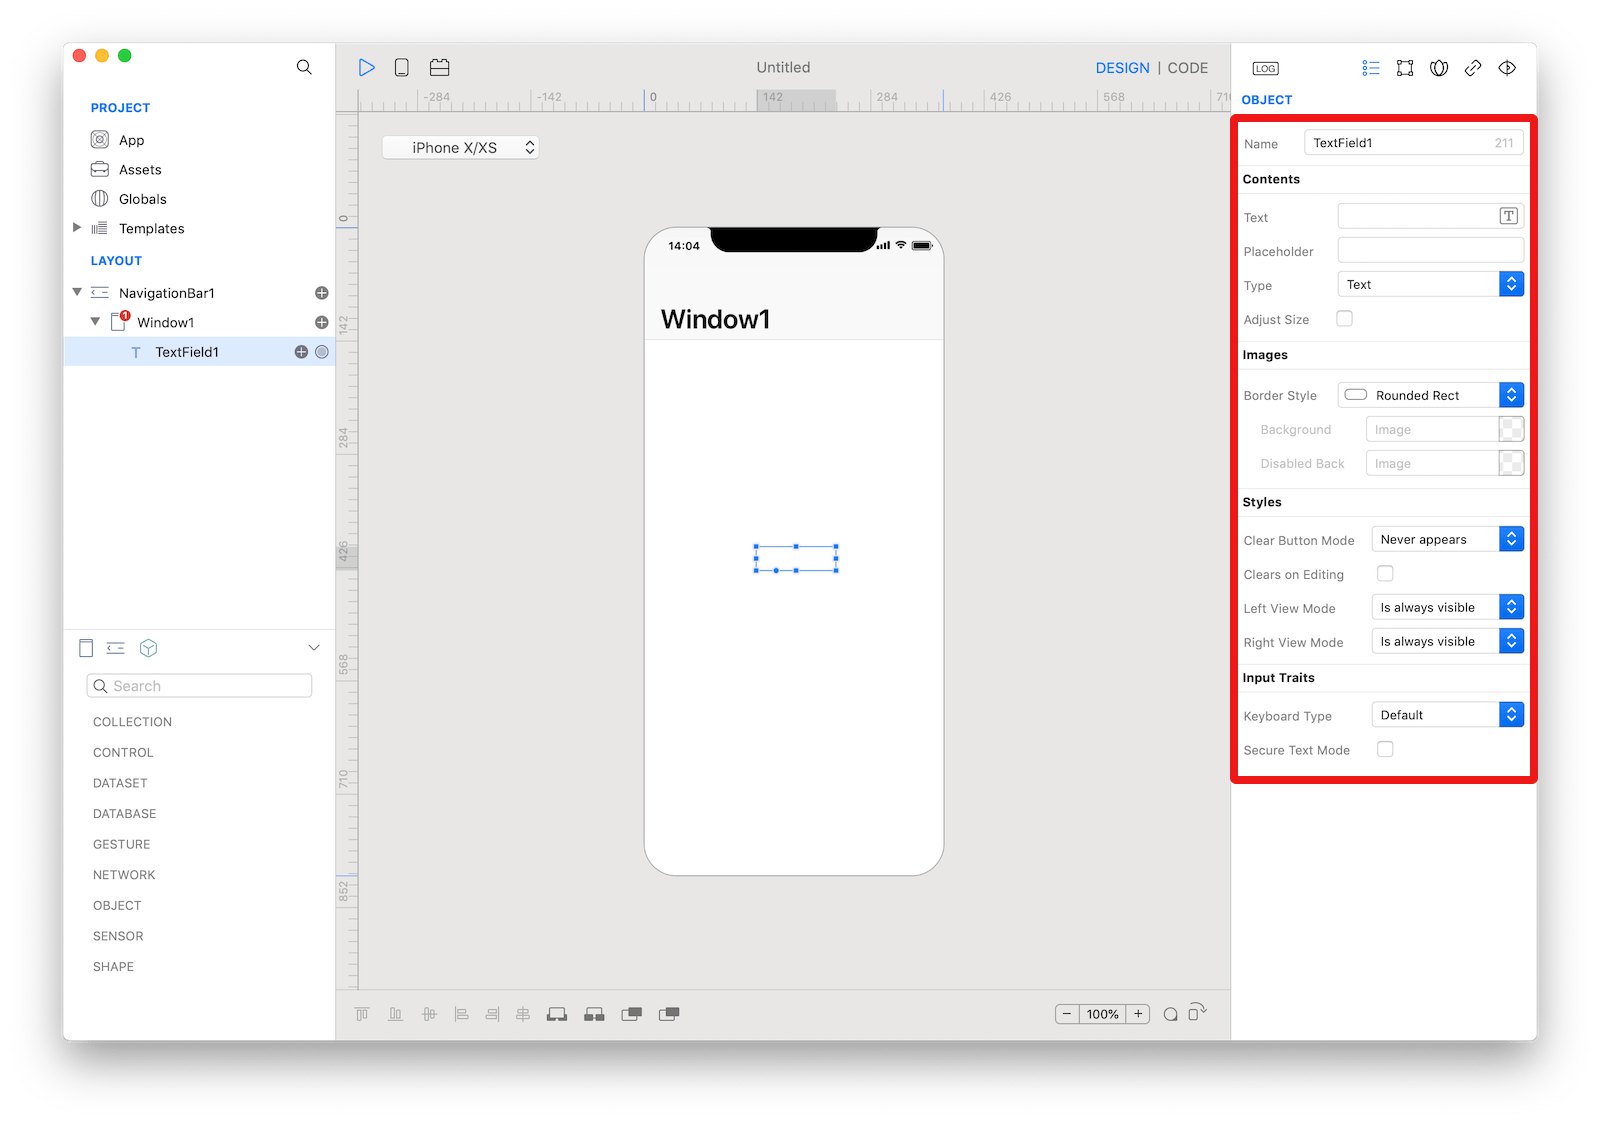 PROJECT
App
Assets
Globals
Templates
LAYOUT
NavigationBar1
1
Window1
TextField1
Search
COLLECTION
CONTROL
DATASET
DATABASE
GESTURE
NETWORK
OBJECT
SENSOR
SHAPE
Untitled
DESIGN | CODE
-284 -142 0 142 284 426 568 710
0
142
284
426
568
710
852
iPhone X/XS
14:04
Window1
100%
LOG
OBJECT
Name TextField1 211
Contents
Text T
Placeholder
Type Text
Adjust Size
Images
Border Style Rounded Rect
Background Image
Disabled Back Image
Styles
Clear Button Mode Never appears
Clears on Editing
Left View Mode Is always visible
Right View Mode Is always visible
Input Traits
Keyboard Type Default
Secure Text Mode